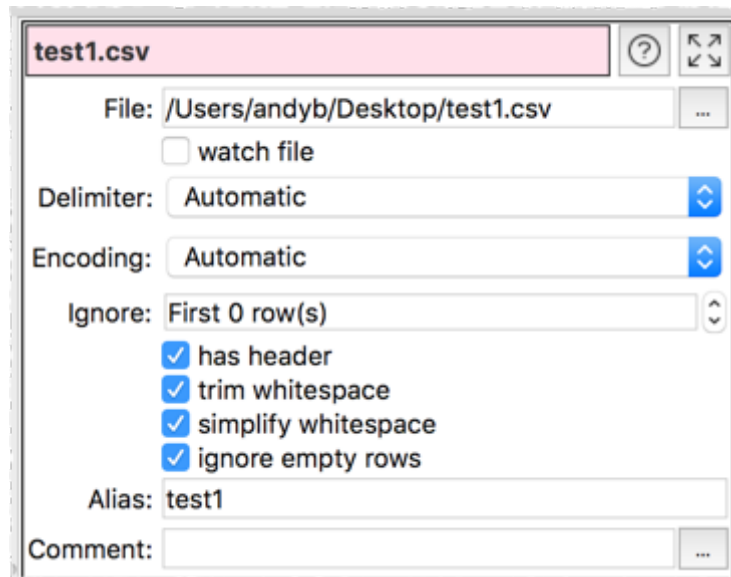 test1.csv
File: /Users/andyb/Desktop/test1.csv ...
watch file
Delimiter: Automatic
Encoding: Automatic
Ignore: First 0 row(s)
has header
trim whitespace
simplify whitespace
ignore empty rows
Alias: test1
Comment: ...